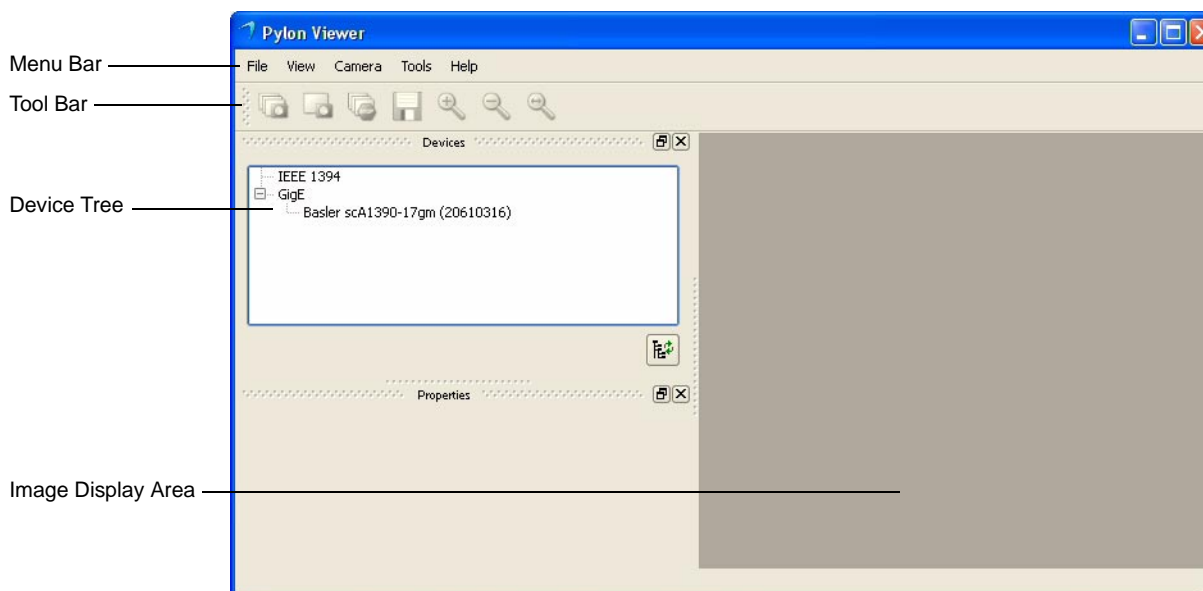 Pylon Viewer
Menu Bar
File View Camera Tools Help
Tool Bar
Devices
IEEE 1394
GigE
Device Tree
Basler scA1390-17gm (20610316)
Properties
Image Display Area